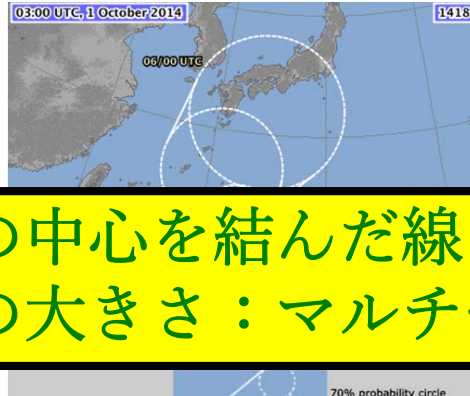 03:00 UTC, 1 October 2014
1418
06/00 UTC
の中心を結んだ線
の大きさ：マルチ
70% probability circle